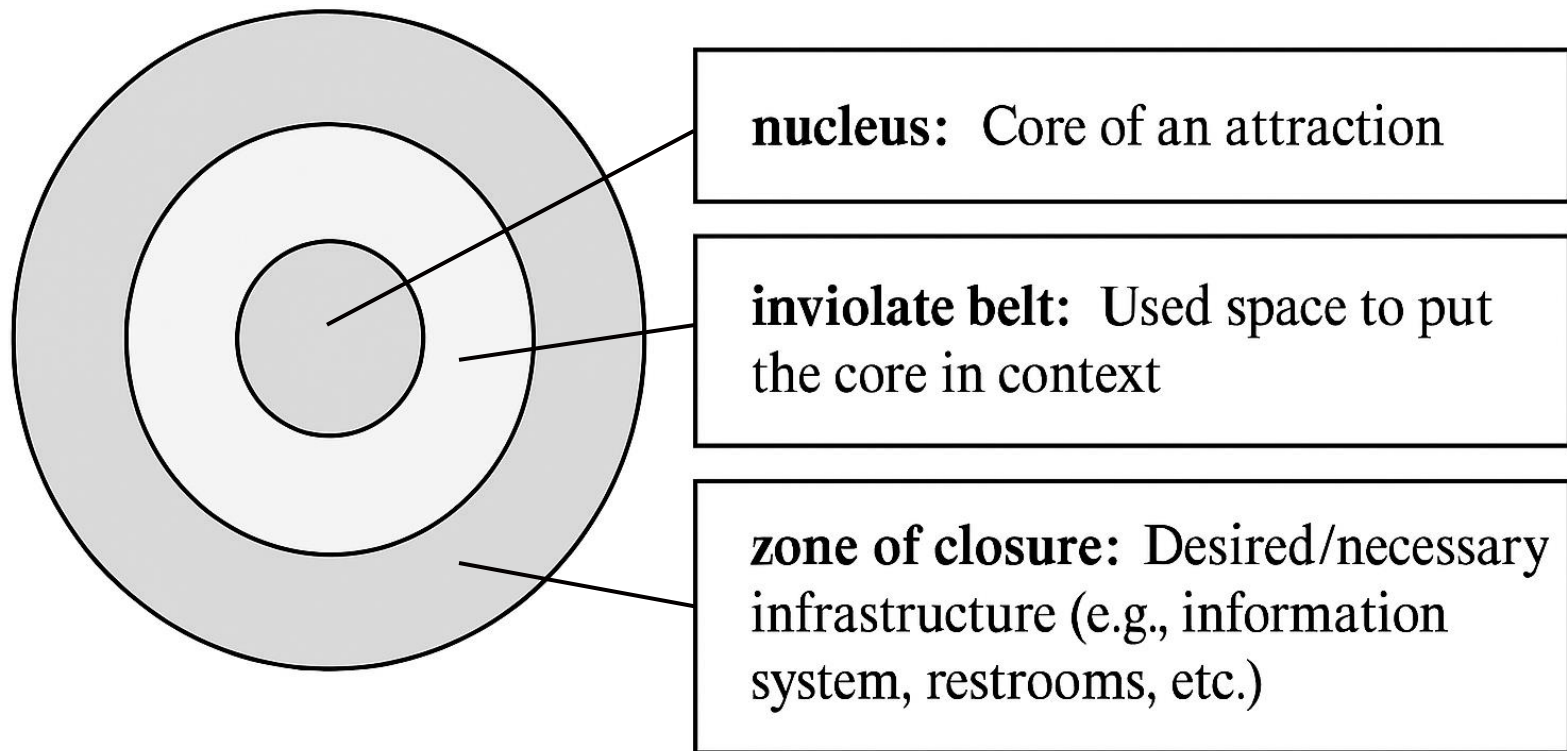 nucleus: Core of an attraction
inviolate belt: Used space to put
the core in context
zone of closure: Desired/necessary
infrastructure (e.g., information
system, restrooms, etc.)